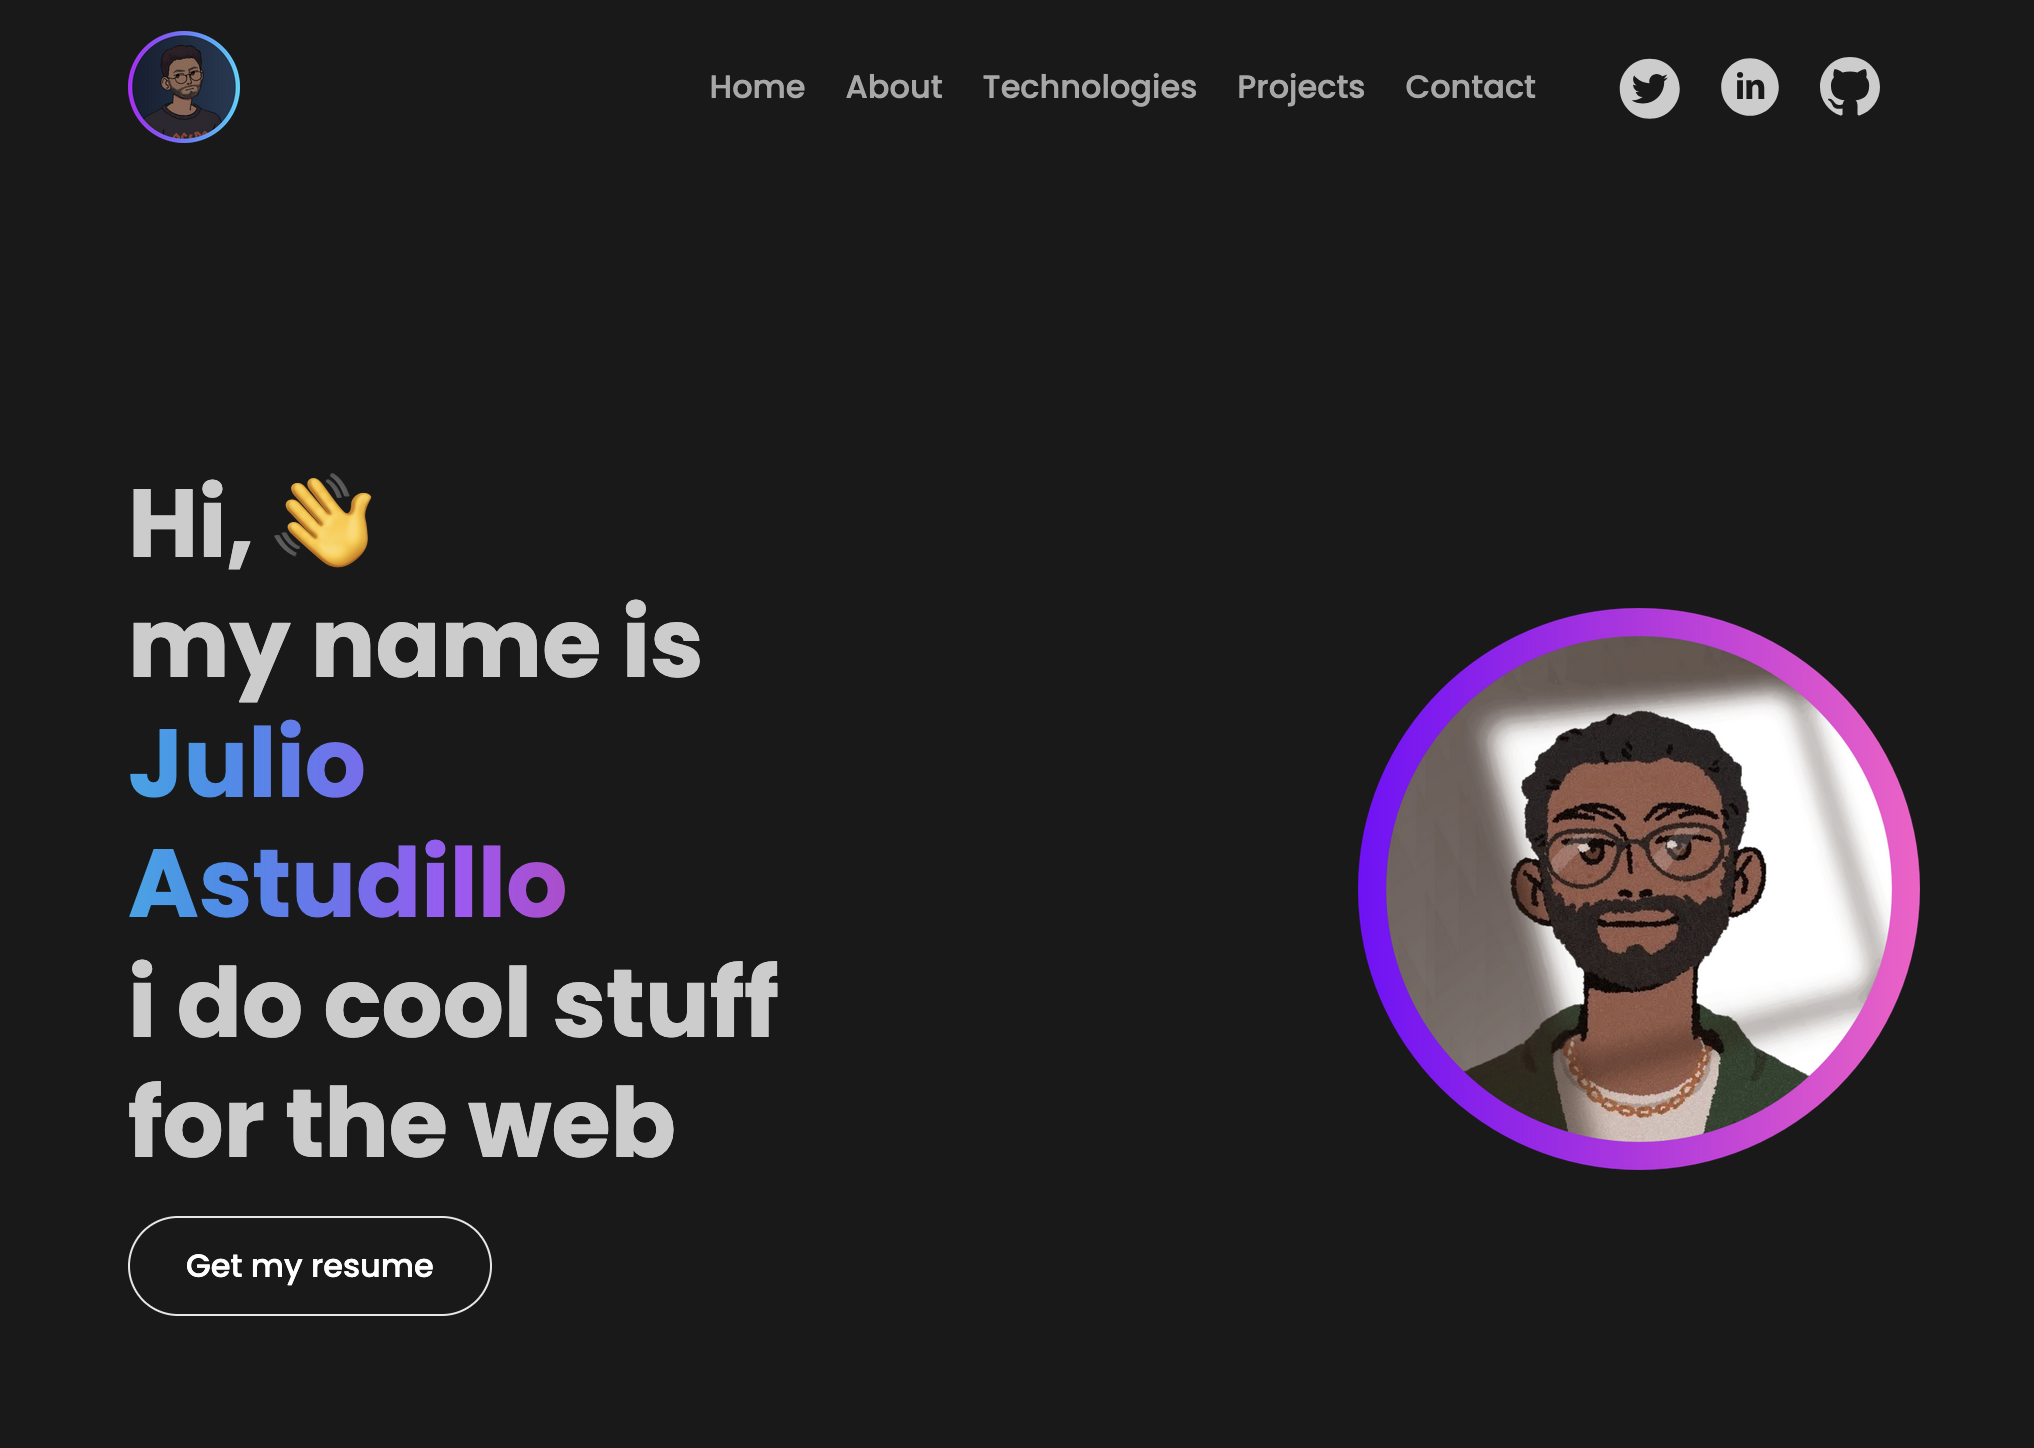 Home About Technologies Projects Contact
in
Hi, 👋
my name is
Julio
Astudillo
i do cool stuff
for the web
Get my resume